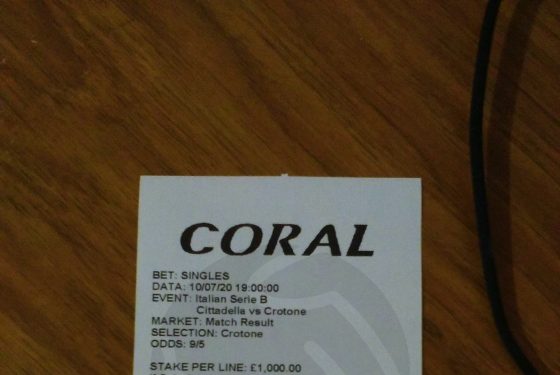 CORAL
BET: SINGLES
DATA: 10/07/20 19:00:00
EVENT: Italian Serie B
Cittadella vs Crotone
MARKET: Match Result
SELECTION: Crotone
ODDS: 9/5
STAKE PER LINE: £1,000.00